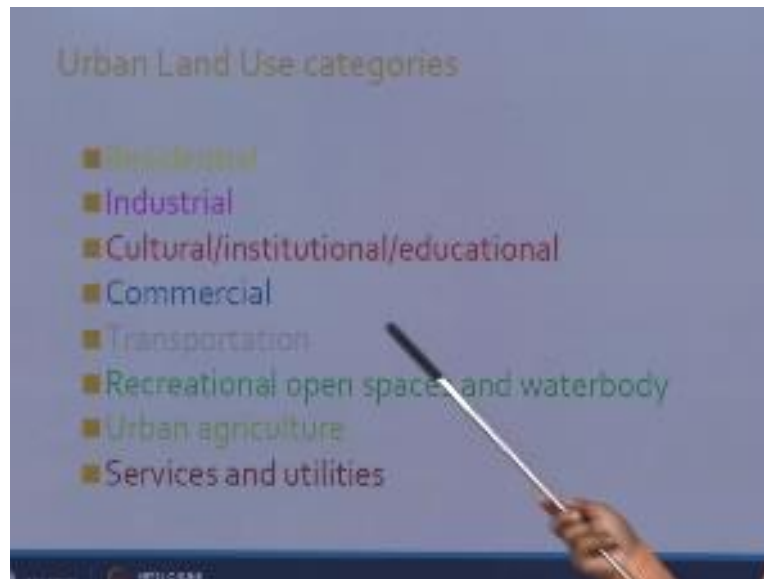 Urban Land Use categories
Residential
Industrial
Cultural/institutional/educational
Commercial
Transportation
Recreational open spaces and waterbody
Urban agriculture
Services and utilities